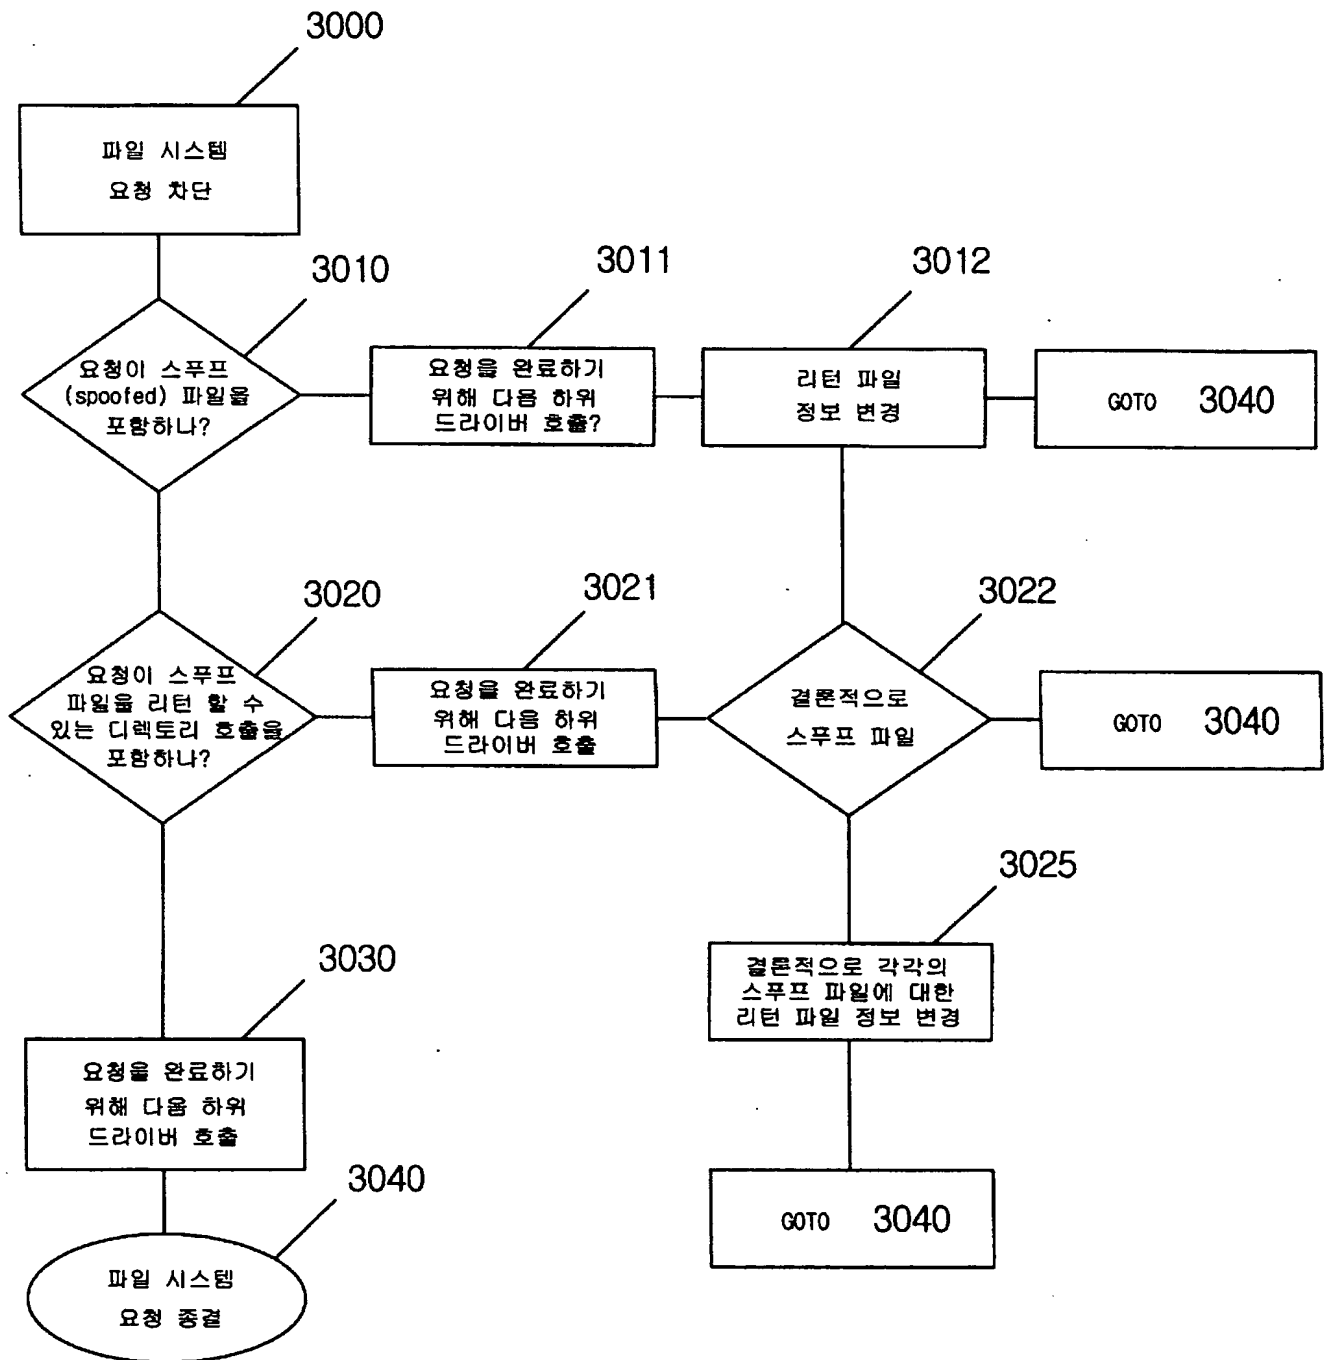 3000
파일 시스템
요청 차단
3010
요청이 스푸프
(spoofed) 파일을
포함하나?
3011
요청을 완료하기
위해 다음 하위
드라이버 호출?
3012
리턴 파일
정보 변경
GOTO 3040
3020
요청이 스푸프
파일을 리턴 할 수
있는 디렉토리 호출을
포함하나?
3021
요청을 완료하기
위해 다음 하위
드라이버 호출
3022
결론적으로
스푸프 파일
GOTO 3040
3025
결론적으로 각각의
스푸프 파일에 대한
리턴 파일 정보 변경
GOTO 3040
3030
요청을 완료하기
위해 다음 하위
드라이버 호출
3040
파일 시스템
요청 종결